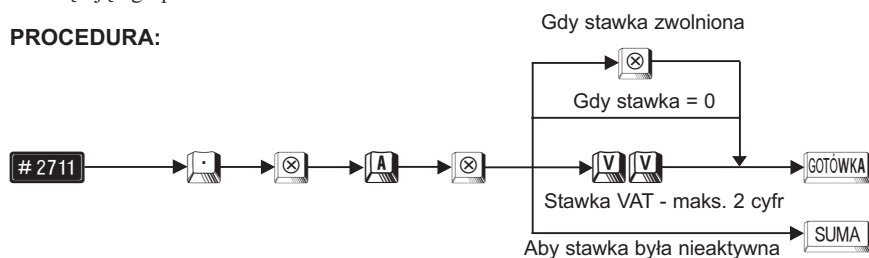 PROCEDURA:
Gdy stawka zwolniona
⊗
Gdy stawka = 0
# 2711 · ⊗ A ⊗ V V GOTÓWKA
Stawka VAT - maks. 2 cyfr
SUMA
Aby stawka była nieaktywna